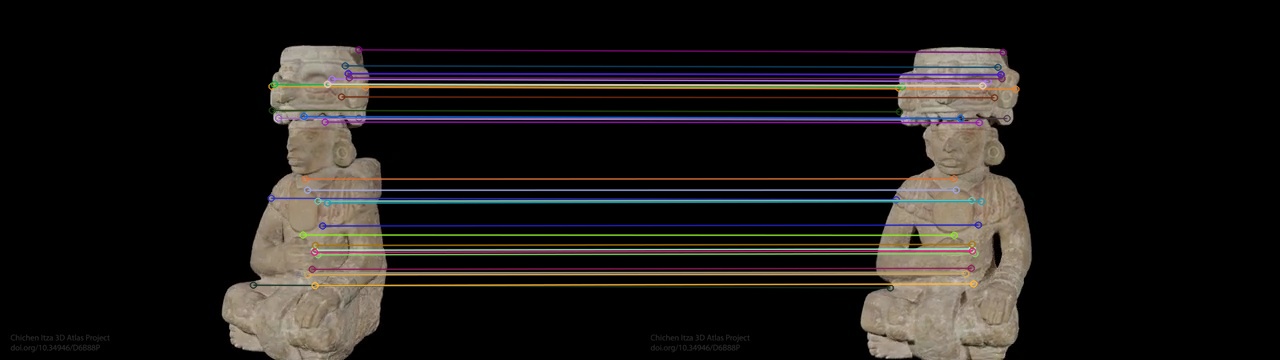 Chichen Itza 3D Atlas Project
doi.org/10.34946/D6B88P
Chichen Itza 3D Atlas Project
doi.org/10.34946/D6B88P